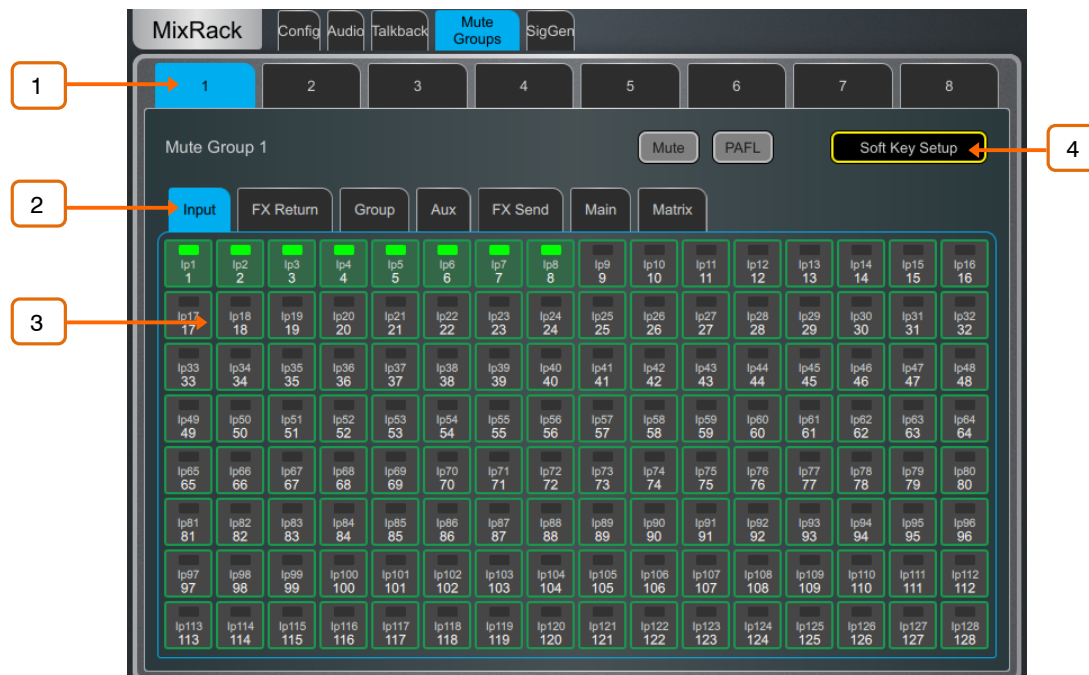 MixRack Config Audio Talkback Mute Groups SigGen
1 1 2 3 4 5 6 7 8
Mute Group 1 Mute PAFL Soft Key Setup 4
2 Input FX Return Group Aux FX Send Main Matrix
Ip1 Ip2 Ip3 Ip4 Ip5 Ip6 Ip7 Ip8 Ip9 Ip10 Ip11 Ip12 Ip13 Ip14 Ip15 Ip16
1 2 3 4 5 6 7 8 9 10 11 12 13 14 15 16
3 Ip17 Ip18 Ip19 Ip20 Ip21 Ip22 Ip23 Ip24 Ip25 Ip26 Ip27 Ip28 Ip29 Ip30 Ip31 Ip32
17 18 19 20 21 22 23 24 25 26 27 28 29 30 31 32
Ip33 Ip34 Ip35 Ip36 Ip37 Ip38 Ip39 Ip40 Ip41 Ip42 Ip43 Ip44 Ip45 Ip46 Ip47 Ip48
33 34 35 36 37 38 39 40 41 42 43 44 45 46 47 48
Ip49 Ip50 Ip51 Ip52 Ip53 Ip54 Ip55 Ip56 Ip57 Ip58 Ip59 Ip60 Ip61 Ip62 Ip63 Ip64
49 50 51 52 53 54 55 56 57 58 59 60 61 62 63 64
Ip65 Ip66 Ip67 Ip68 Ip69 Ip70 Ip71 Ip72 Ip73 Ip74 Ip75 Ip76 Ip77 Ip78 Ip79 Ip80
65 66 67 68 69 70 71 72 73 74 75 76 77 78 79 80
Ip81 Ip82 Ip83 Ip84 Ip85 Ip86 Ip87 Ip88 Ip89 Ip90 Ip91 Ip92 Ip93 Ip94 Ip95 Ip96
81 82 83 84 85 86 87 88 89 90 91 92 93 94 95 96
Ip97 Ip98 Ip99 Ip100 Ip101 Ip102 Ip103 Ip104 Ip105 Ip106 Ip107 Ip108 Ip109 Ip110 Ip111 Ip112
97 98 99 100 101 102 103 104 105 106 107 108 109 110 111 112
Ip113 Ip114 Ip115 Ip116 Ip117 Ip118 Ip119 Ip120 Ip121 Ip122 Ip123 Ip124 Ip125 Ip126 Ip127 Ip128
113 114 115 116 117 118 119 120 121 122 123 124 125 126 127 128